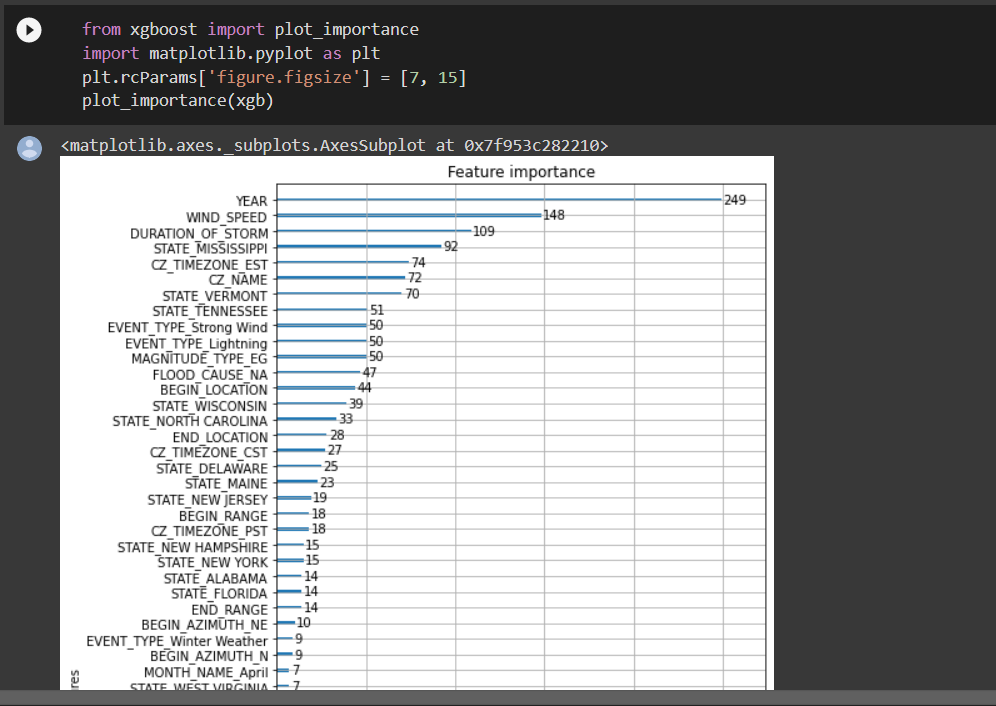 from xgboost import plot_importance
import matplotlib.pyplot as plt
plt.rcParams['figure.figsize'] = [7, 15]
plot_importance(xgb)
<matplotlib.axes._subplots.AxesSubplot at 0x7f953c282210>
Feature importance
YEAR 249
WIND_SPEED 148
DURATION_OF_STORM 109
STATE_MISSISSIPPI 92
CZ_TIMEZONE_EST 74
CZ_NAME 72
STATE_VERMONT 70
STATE_TENNESSEE 51
EVENT_TYPE_Strong Wind 50
EVENT_TYPE_Lightning 50
MAGNITUDE_TYPE_EG 50
FLOOD_CAUSE_NA 47
BEGIN_LOCATION 44
STATE_WISCONSIN 39
STATE_NORTH CAROLINA 33
END_LOCATION 28
CZ_TIMEZONE_CST 27
STATE_DELAWARE 25
STATE_MAINE 23
STATE_NEW JERSEY 19
BEGIN_RANGE 18
CZ_TIMEZONE_PST 18
STATE_NEW HAMPSHIRE 15
STATE_NEW YORK 15
STATE_ALABAMA 14
STATE_FLORIDA 14
END_RANGE 14
BEGIN_AZIMUTH_NE 10
EVENT_TYPE_Winter Weather 9
BEGIN_AZIMUTH_N 9
MONTH_NAME_April 7
STATE_WEST VIRGINIA 7
res